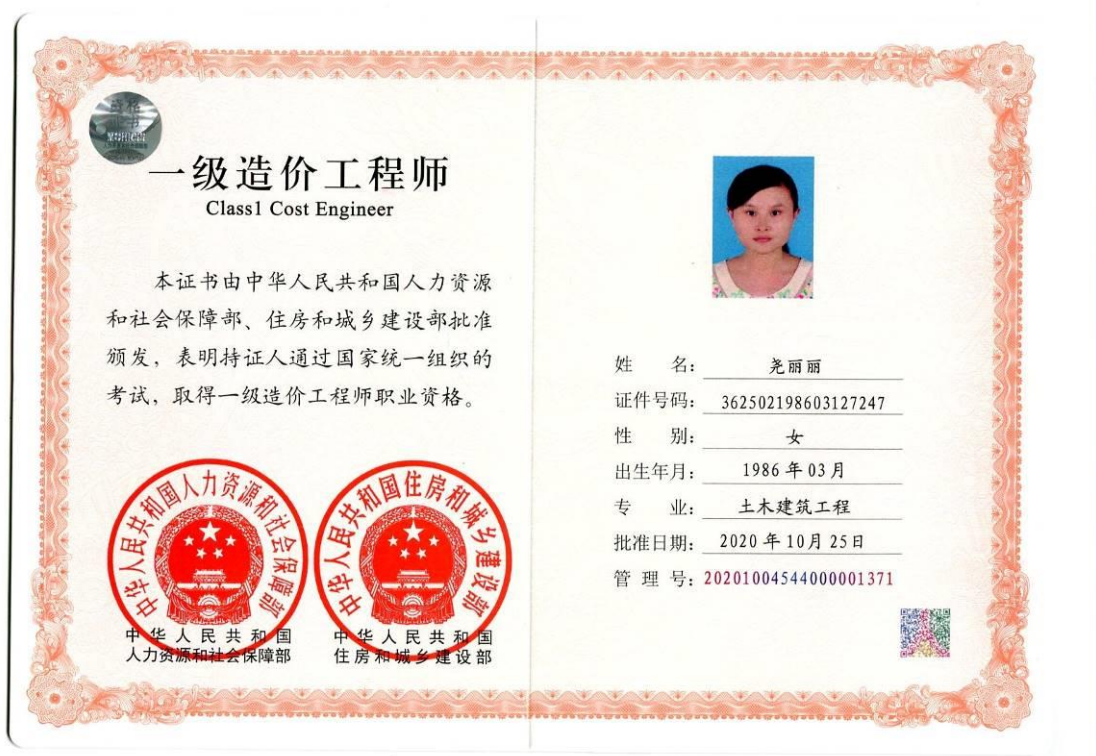 一级造价工程师
Class1 Cost Engineer
本证书由中华人民共和国人力资源
和社会保障部、住房和城乡建设部批准
颁发，表明持证人通过国家统一组织的
考试，取得一级造价工程师职业资格。
中华人民共和国人力资源和社会保障部
中华人民共和国
人力资源和社会保障部
中华人民共和国住房和城乡建设部
中华人民共和国
住房和城乡建设部
姓 名：尧丽丽
证件号码：362502198603127247
性 别：女
出生年月：1986年03月
专 业：土木建筑工程
批准日期：2020年10月25日
管 理 号：20201004544000001371